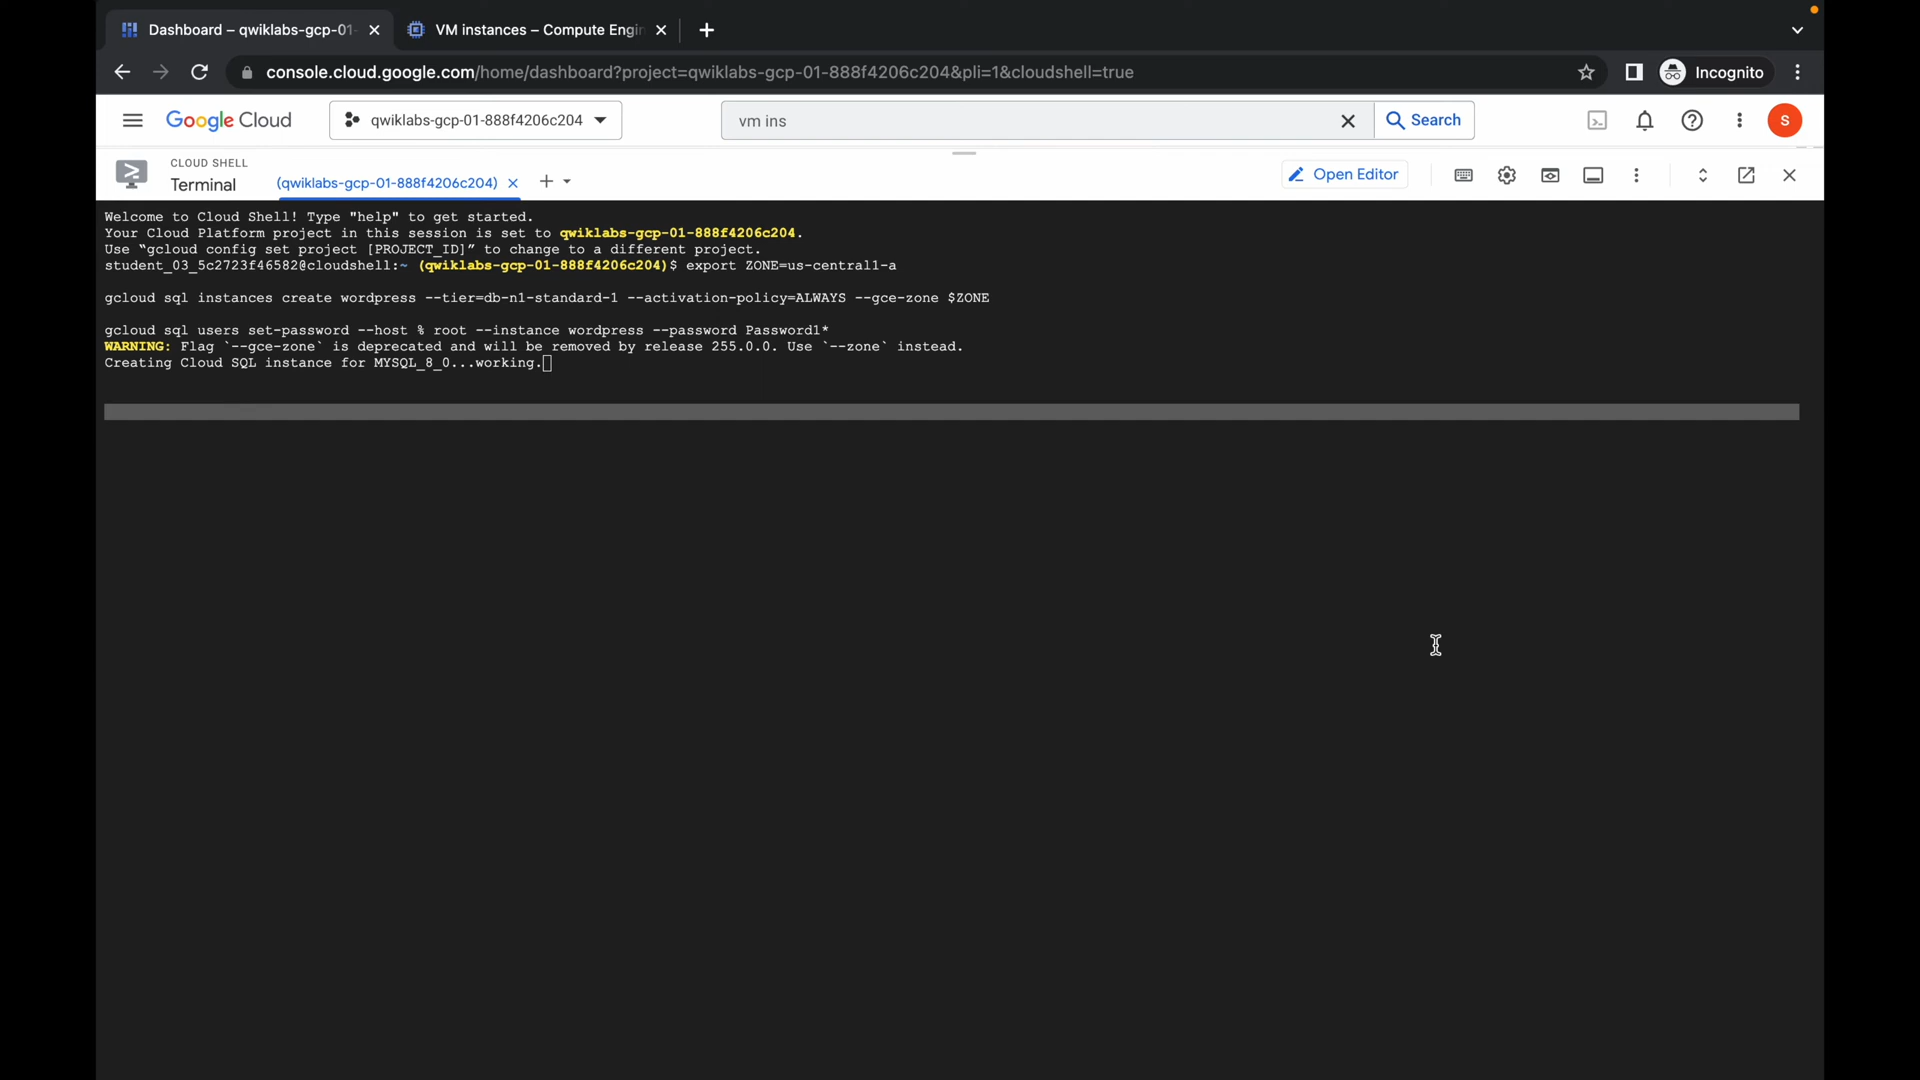 Dashboard – qwiklabs-gcp-01-
VM instances – Compute Engin
console.cloud.google.com/home/dashboard?project=qwiklabs-gcp-01-888f4206c204&pli=1&cloudshell=true
Incognito
Google Cloud
qwiklabs-gcp-01-888f4206c204
vm ins
Search
S
CLOUD SHELL
Terminal
(qwiklabs-gcp-01-888f4206c204)
Open Editor
Welcome to Cloud Shell! Type "help" to get started.
Your Cloud Platform project in this session is set to qwiklabs-gcp-01-888f4206c204.
Use “gcloud config set project [PROJECT_ID]” to change to a different project.
student_03_5c2723f46582@cloudshell:~ (qwiklabs-gcp-01-888f4206c204)$ export ZONE=us-central1-a
gcloud sql instances create wordpress --tier=db-n1-standard-1 --activation-policy=ALWAYS --gce-zone $ZONE
gcloud sql users set-password --host % root --instance wordpress --password Password1*
WARNING: Flag `--gce-zone` is deprecated and will be removed by release 255.0.0. Use `--zone` instead.
Creating Cloud SQL instance for MYSQL_8_0...working.